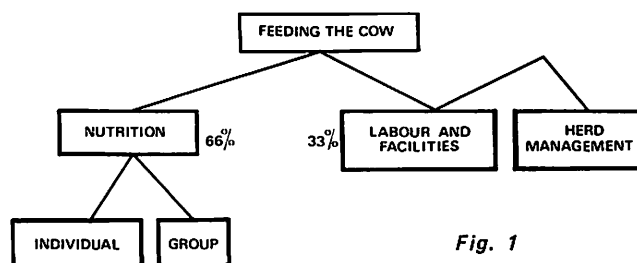 FEEDING THE COW
NUTRITION
66%
33%
LABOUR AND
FACILITIES
HERD
MANAGEMENT
INDIVIDUAL
GROUP
Fig. 1